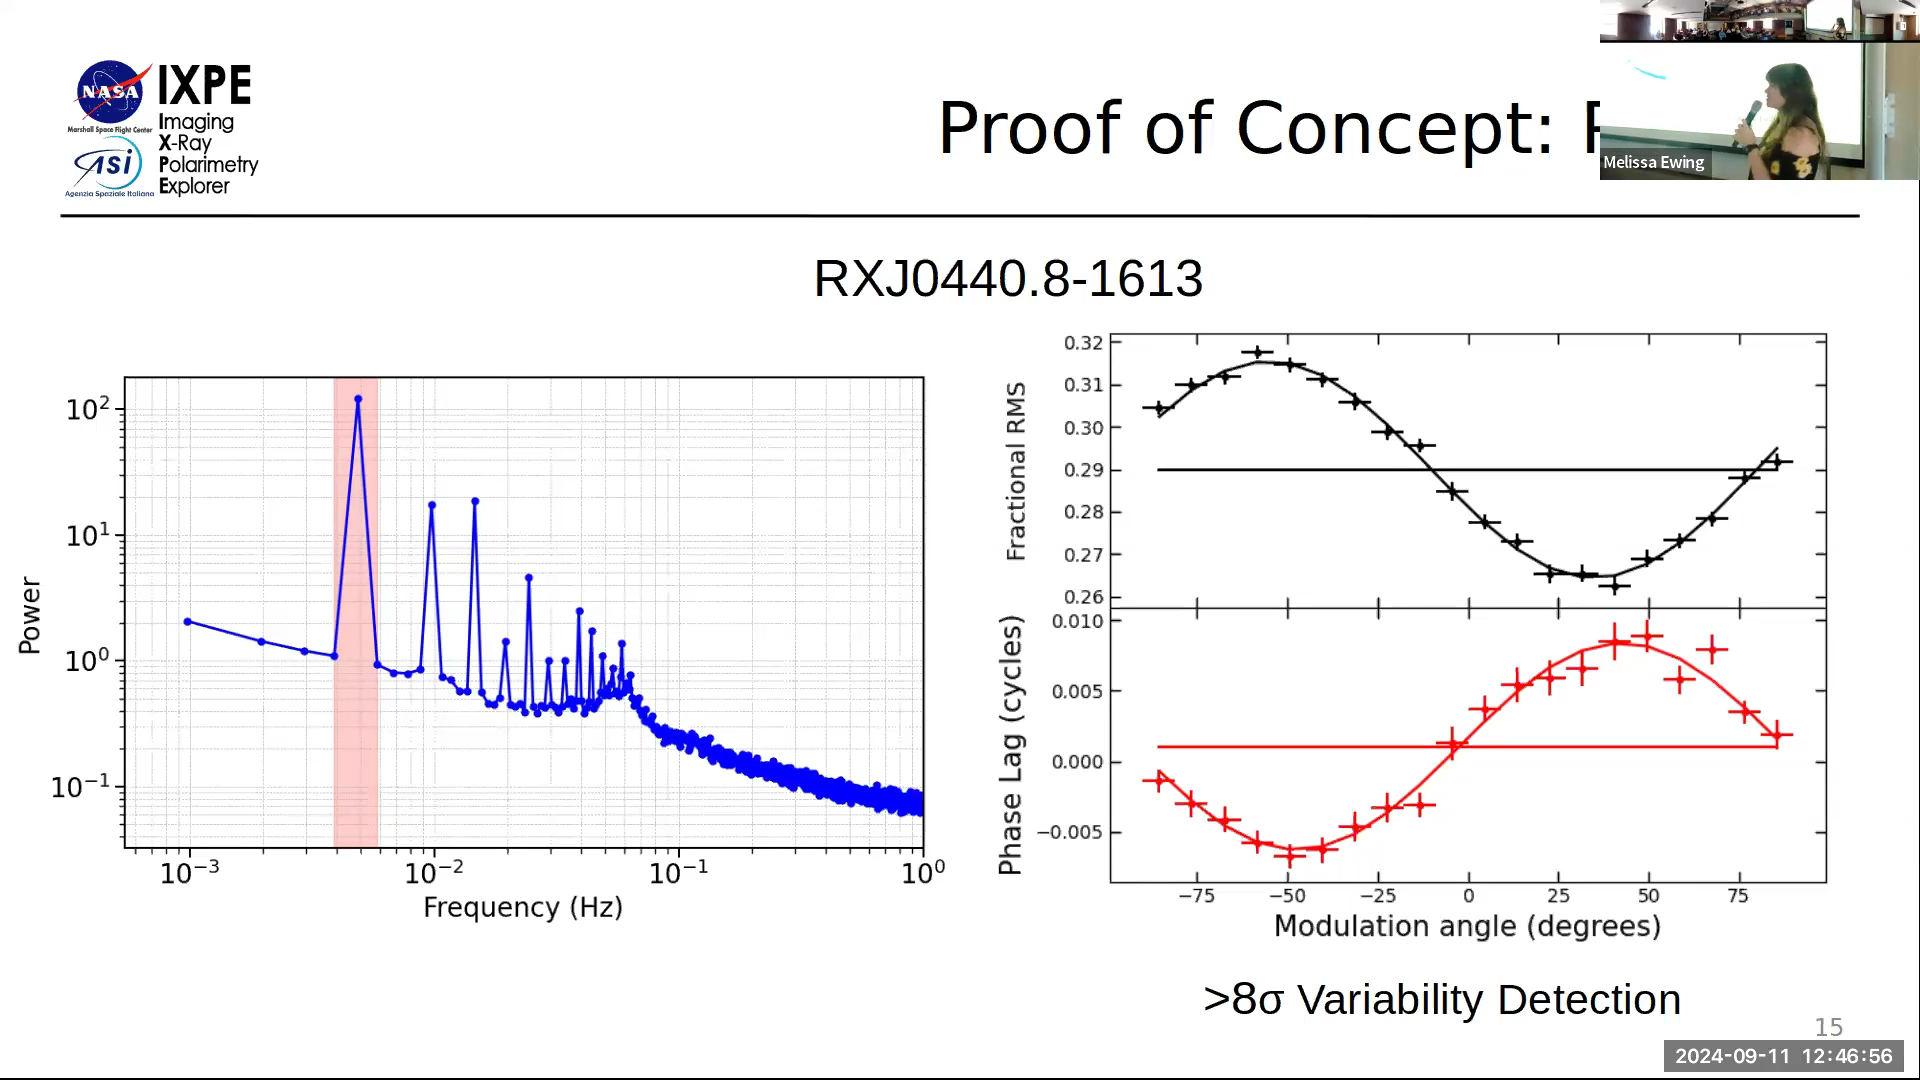 NASA
Marshall Space Flight Center
asi
Agenzia Spaziale Italiana
IXPE
Imaging
X-Ray
Polarimetry
Explorer
Proof of Concept:
Melissa Ewing
RXJ0440.8-1613
Power
10²
10¹
10⁰
10⁻¹
10⁻³
10⁻²
10⁻¹
10⁰
Frequency (Hz)
Fractional RMS
0.32
0.31
0.30
0.29
0.28
0.27
0.26
Phase Lag (cycles)
0.010
0.005
0.000
−0.005
−75
−50
−25
0
25
50
75
Modulation angle (degrees)
>8σ Variability Detection
15
2024-09-11 12:46:56